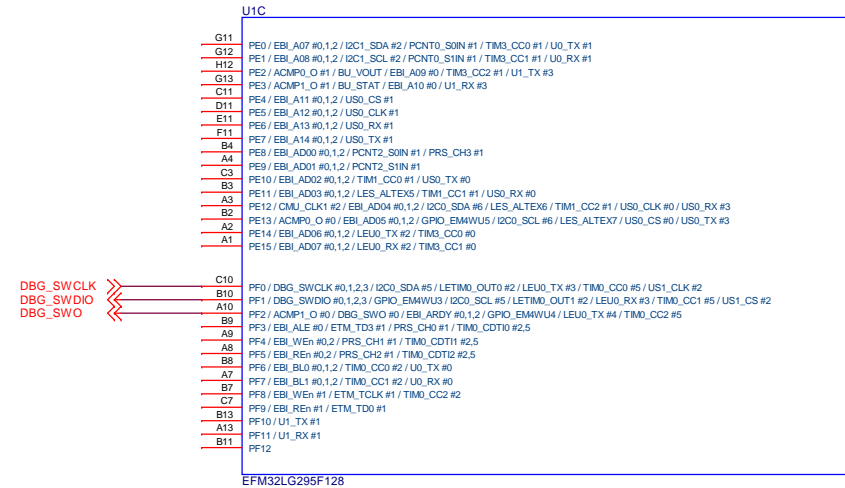 U1C
G11 PE0 / EBI_A07 #0,1,2 / I2C1_SDA #2 / PCNT0_S0IN #1 / TIM3_CC0 #1 / U0_TX #1
G12 PE1 / EBI_A08 #0,1,2 / I2C1_SCL #2 / PCNT0_S1IN #1 / TIM3_CC1 #1 / U0_RX #1
H12 PE2 / ACMP0_O #1 / BU_VOUT / EBI_A09 #0 / TIM3_CC2 #1 / U1_TX #3
G13 PE3 / ACMP1_O #1 / BU_STAT / EBI_A10 #0 / U1_RX #3
C11 PE4 / EBI_A11 #0,1,2 / US0_CS #1
D11 PE5 / EBI_A12 #0,1,2 / US0_CLK #1
E11 PE6 / EBI_A13 #0,1,2 / US0_RX #1
F11 PE7 / EBI_A14 #0,1,2 / US0_TX #1
B4 PE8 / EBI_AD00 #0,1,2 / PCNT2_S0IN #1 / PRS_CH3 #1
A4 PE9 / EBI_AD01 #0,1,2 / PCNT2_S1IN #1
C3 PE10 / EBI_AD02 #0,1,2 / TIM1_CC0 #1 / US0_TX #0
B3 PE11 / EBI_AD03 #0,1,2 / LES_ALTEX5 / TIM1_CC1 #1 / US0_RX #0
A3 PE12 / CMU_CLK1 #2 / EBI_AD04 #0,1,2 / I2C0_SDA #6 / LES_ALTEX6 / TIM1_CC2 #1 / US0_CLK #0 / US0_RX #3
B2 PE13 / ACMP0_O #0 / EBI_AD05 #0,1,2 / GPIO_EM4WU5 / I2C0_SCL #6 / LES_ALTEX7 / US0_CS #0 / US0_TX #3
A2 PE14 / EBI_AD06 #0,1,2 / LEU0_TX #2 / TIM3_CC0 #0
A1 PE15 / EBI_AD07 #0,1,2 / LEU0_RX #2 / TIM3_CC1 #0
DBG_SWCLK C10 PF0 / DBG_SWCLK #0,1,2,3 / I2C0_SDA #5 / LETIM0_OUT0 #2 / LEU0_TX #3 / TIM0_CC0 #5 / US1_CLK #2
DBG_SWDIO B10 PF1 / DBG_SWDIO #0,1,2,3 / GPIO_EM4WU3 / I2C0_SCL #5 / LETIM0_OUT1 #2 / LEU0_RX #3 / TIM0_CC1 #5 / US1_CS #2
DBG_SWO A10 PF2 / ACMP1_O #0 / DBG_SWO #0 / EBI_ARDY #0,1,2 / GPIO_EM4WU4 / LEU0_TX #4 / TIM0_CC2 #5
B9 PF3 / EBI_ALE #0 / ETM_TD3 #1 / PRS_CH0 #1 / TIM0_CDTI0 #2,5
A9 PF4 / EBI_WEn #0,2 / PRS_CH1 #1 / TIM0_CDTI1 #2,5
A8 PF5 / EBI_REn #0,2 / PRS_CH2 #1 / TIM0_CDTI2 #2,5
B8 PF6 / EBI_BL0 #0,1,2 / TIM0_CC0 #2 / U0_TX #0
A7 PF7 / EBI_BL1 #0,1,2 / TIM0_CC1 #2 / U0_RX #0
B7 PF8 / EBI_WEn #1 / ETM_TCLK #1 / TIM0_CC2 #2
C7 PF9 / EBI_REn #1 / ETM_TD0 #1
B13 PF10 / U1_TX #1
A13 PF11 / U1_RX #1
B11 PF12
EFM32LG295F128